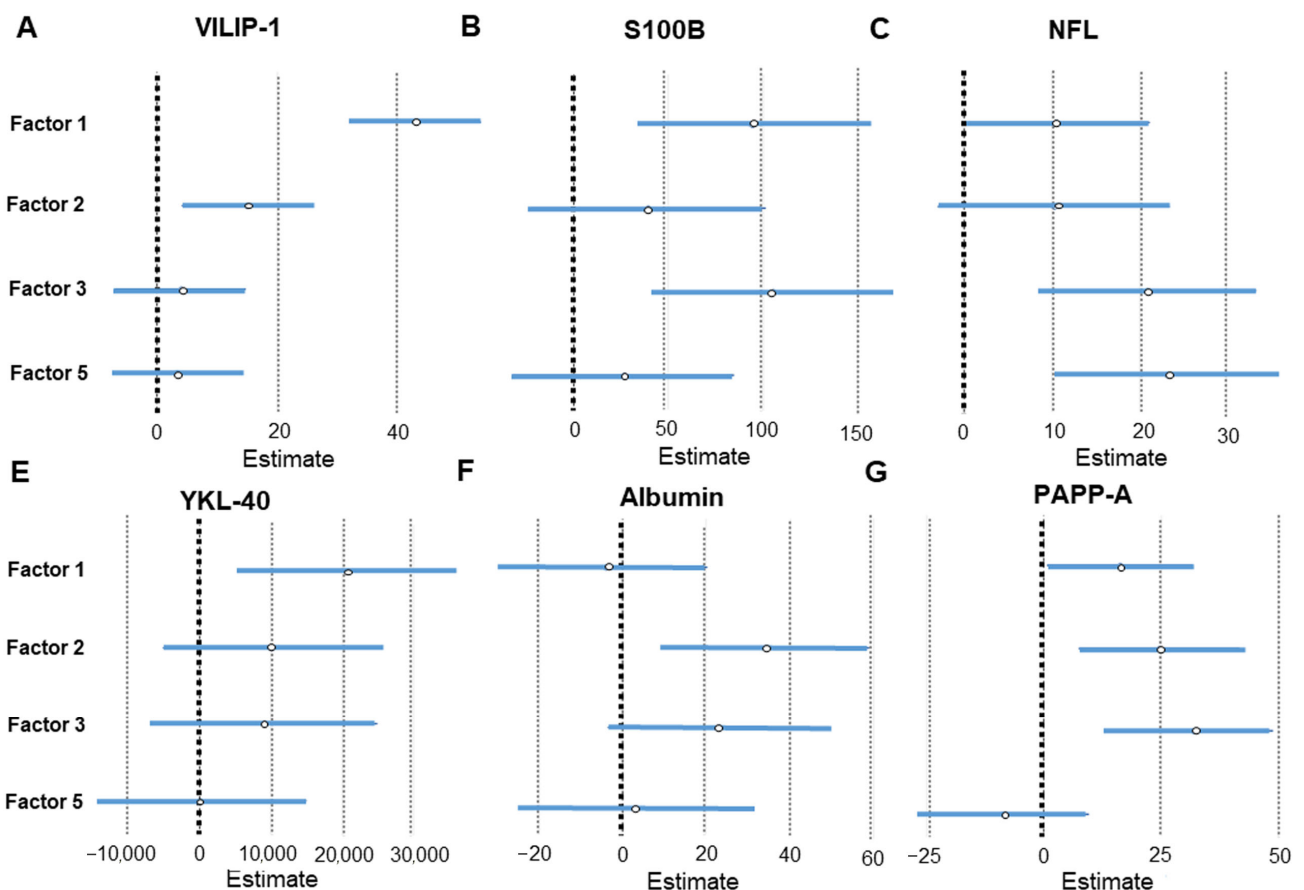 A
VILIP-1
B
S100B
C
NFL
Factor 1
Factor 2
Factor 3
Factor 5
0
20
40
Estimate
0
50
100
150
Estimate
0
10
20
30
Estimate
E
YKL-40
F
Albumin
G
PAPP-A
Factor 1
Factor 2
Factor 3
Factor 5
−10,000
0
10,000
20,000
30,000
Estimate
−20
0
20
40
60
Estimate
−25
0
25
50
Estimate